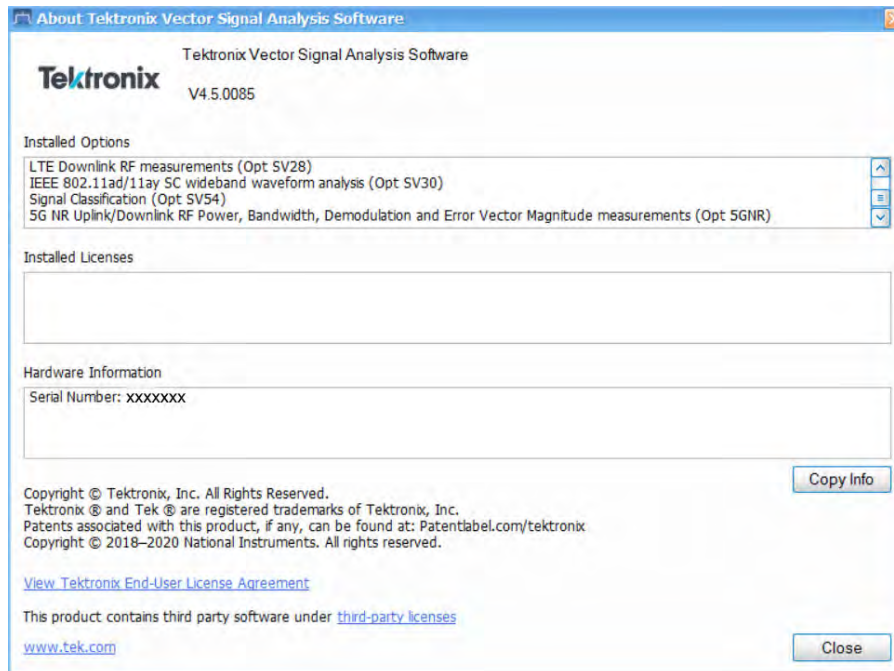 About Tektronix Vector Signal Analysis Software
Tektronix
Tektronix Vector Signal Analysis Software
V4.5.0085
Installed Options
LTE Downlink RF measurements (Opt SV28)
IEEE 802.11ad/11ay SC wideband waveform analysis (Opt SV30)
Signal Classification (Opt SV54)
5G NR Uplink/Downlink RF Power, Bandwidth, Demodulation and Error Vector Magnitude measurements (Opt 5GNR)
Installed Licenses
Hardware Information
Serial Number: xxxxxxx
Copy Info
Copyright © Tektronix, Inc. All Rights Reserved.
Tektronix ® and Tek ® are registered trademarks of Tektronix, Inc.
Patents associated with this product, if any, can be found at: Patentlabel.com/tektronix
Copyright © 2018–2020 National Instruments. All rights reserved.
View Tektronix End-User License Agreement
This product contains third party software under third-party licenses
www.tek.com
Close